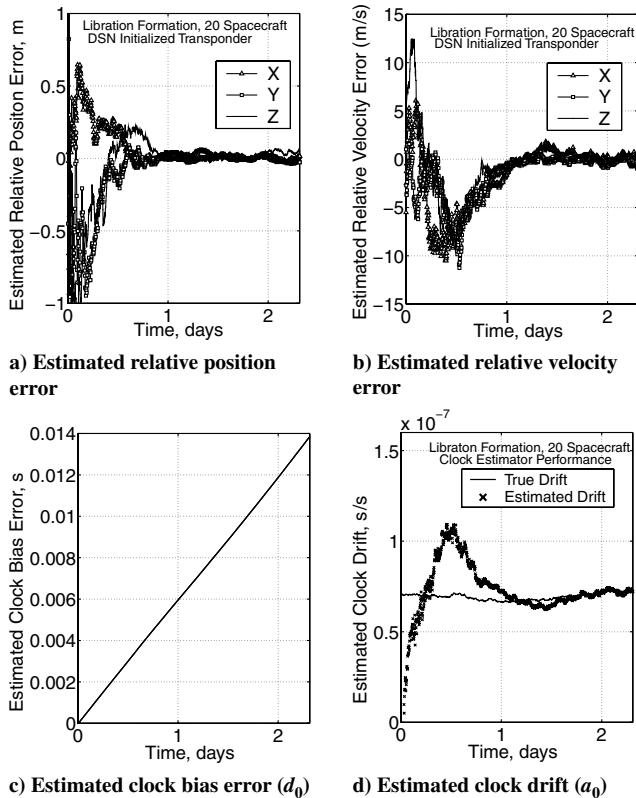 Estimated Relative Positon Error, m
1
0.5
0
−0.5
−1
Libration Formation, 20 Spacecraft
DSN Initialized Transponder
X
Y
Z
0 1 2
Time, days
a) Estimated relative position
error
Estimated Relative Velocity Error (m/s)
15
10
5
0
−5
−10
−15
Libration Formation, 20 Spacecraft
DSN Initialized Transponder
X
Y
Z
0 1 2
Time, days
b) Estimated relative velocity
error
Estimated Clock Bias Error, s
0.014
0.012
0.01
0.008
0.006
0.004
0.002
0
0 1 2
Time, days
c) Estimated clock bias error (d0)
Estimated Clock Drift, s/s
x 10−7
1.5
1
0.5
0
Libraton Formation, 20 Spacecraft
Clock Estimator Performance
True Drift
Estimated Drift
0 1 2
Time, days
d) Estimated clock drift (a0)